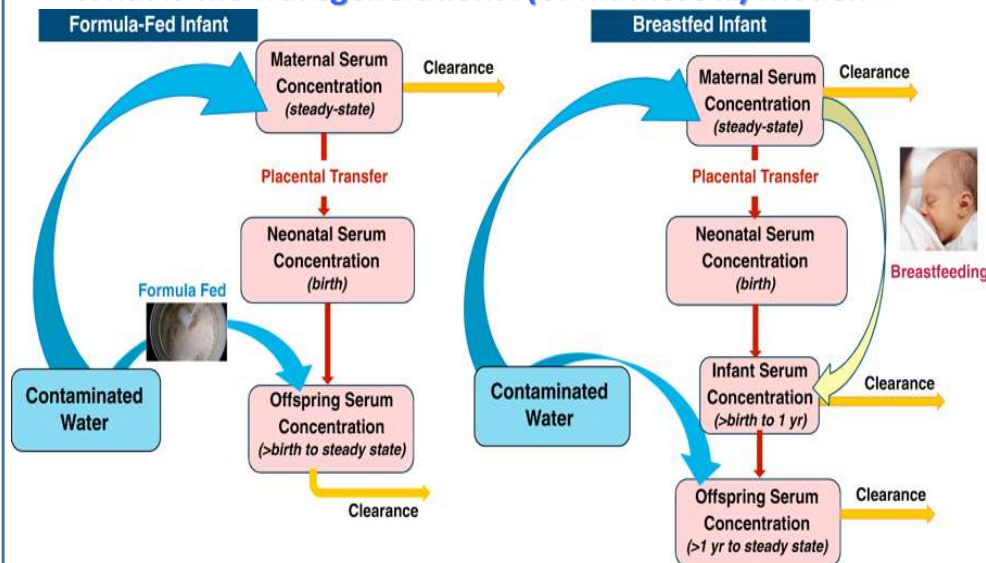 Formula-Fed Infant
Maternal Serum
Concentration
(steady-state)
Clearance
Placental Transfer
Neonatal Serum
Concentration
(birth)
Formula Fed
Contaminated
Water
Offspring Serum
Concentration
(>birth to steady state)
Clearance
Breastfed Infant
Maternal Serum
Concentration
(steady-state)
Clearance
Placental Transfer
Neonatal Serum
Concentration
(birth)
Breastfeeding
Contaminated
Water
Infant Serum
Concentration
(>birth to 1 yr)
Clearance
Offspring Serum
Concentration
(>1 yr to steady state)
Clearance